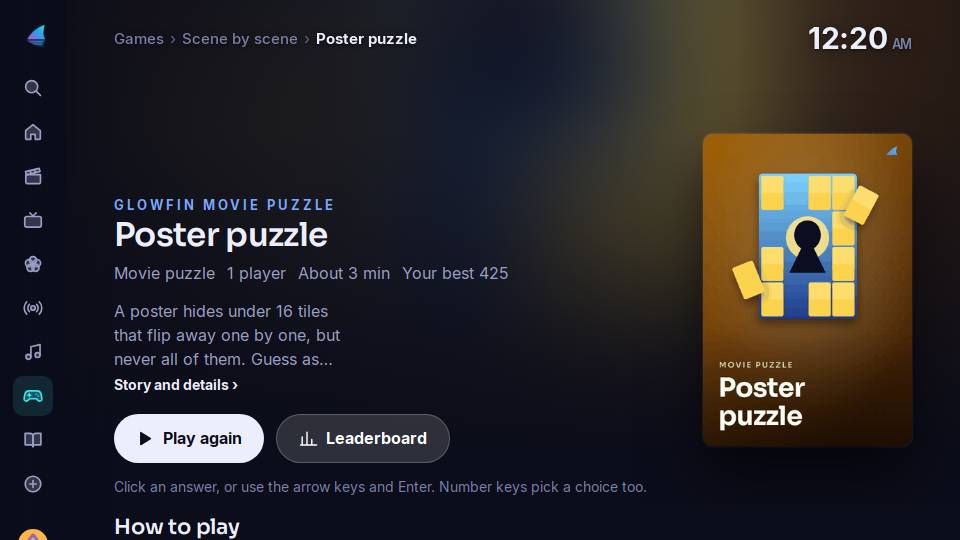 Games › Scene by scene › Poster puzzle
12:20 AM
GLOWFIN MOVIE PUZZLE
Poster puzzle
Movie puzzle 1 player About 3 min Your best 425
A poster hides under 16 tiles
that flip away one by one, but
never all of them. Guess as...
Story and details ›
Play again
Leaderboard
Click an answer, or use the arrow keys and Enter. Number keys pick a choice too.
How to play
MOVIE PUZZLE
Poster
puzzle